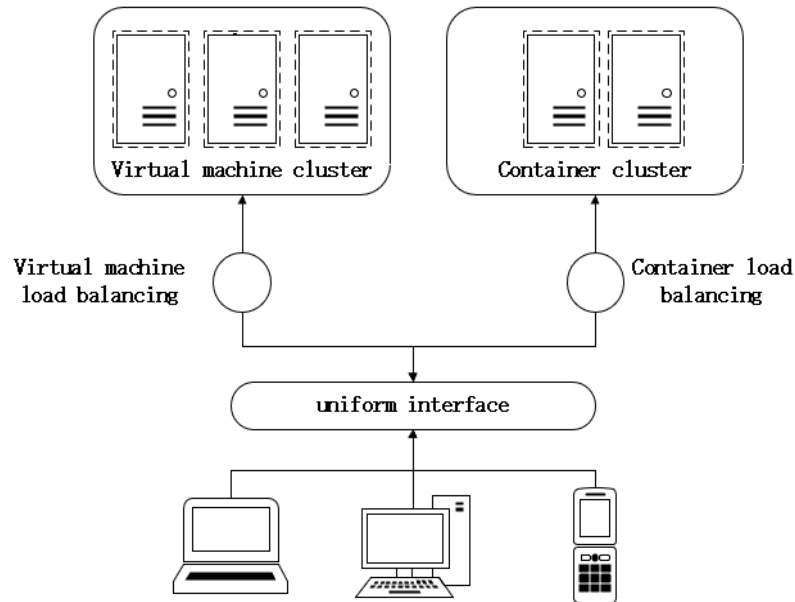 Virtual machine cluster
Container cluster
Virtual machine
load balancing
Container load
balancing
uniform interface